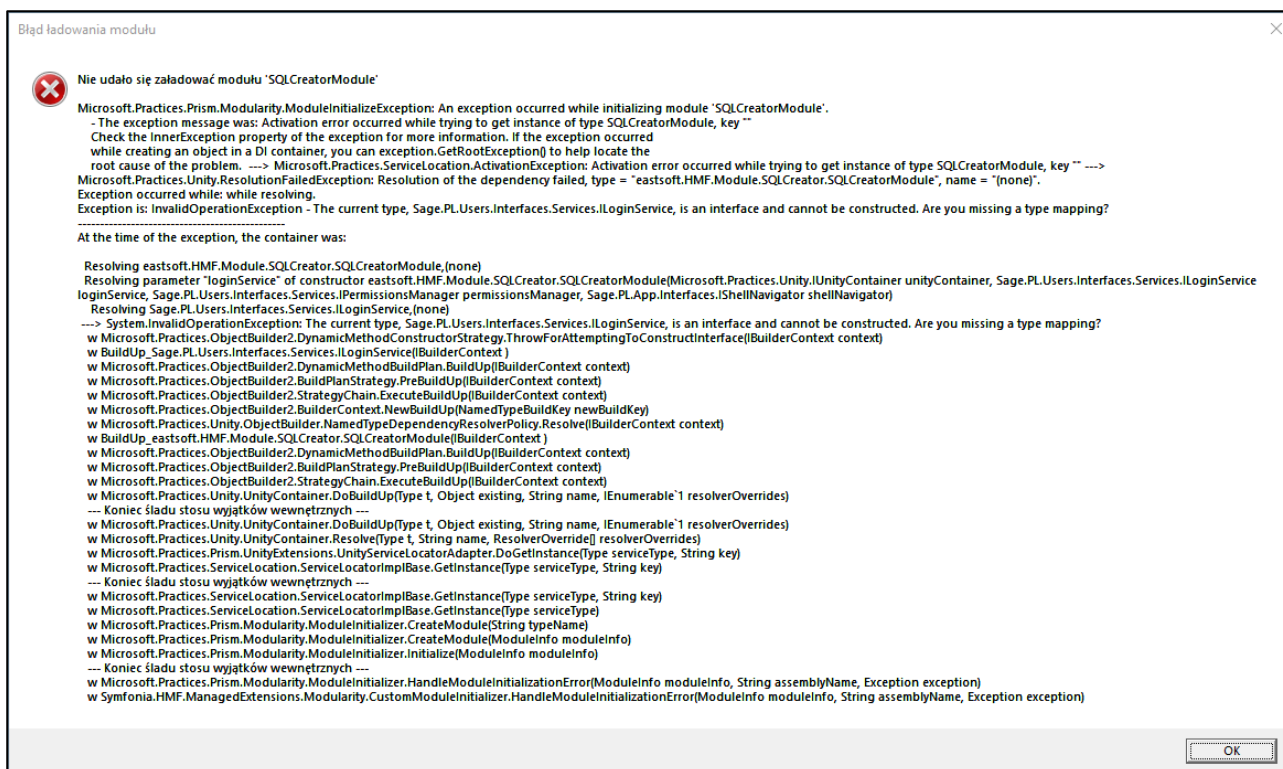 Błąd ładowania modułu
Nie udało się załadować modułu 'SQLCreatorModule'
Microsoft.Practices.Prism.Modularity.ModuleInitializeException: An exception occurred while initializing module 'SQLCreatorModule'.
- The exception message was: Activation error occurred while trying to get instance of type SQLCreatorModule, key ""
Check the InnerException property of the exception for more information. If the exception occurred
while creating an object in a DI container, you can exception.GetRootException() to help locate the
root cause of the problem. ---> Microsoft.Practices.ServiceLocation.ActivationException: Activation error occurred while trying to get instance of type SQLCreatorModule, key "" --->
Microsoft.Practices.Unity.ResolutionFailedException: Resolution of the dependency failed, type = "eastsoft.HMF.Module.SQLCreator.SQLCreatorModule", name = "(none)".
Exception occurred while: while resolving.
Exception is: InvalidOperationException - The current type, Sage.PL.Users.Interfaces.Services.ILoginService, is an interface and cannot be constructed. Are you missing a type mapping?
-----------------------------------------------
At the time of the exception, the container was:
Resolving eastsoft.HMF.Module.SQLCreator.SQLCreatorModule,(none)
Resolving parameter "loginService" of constructor eastsoft.HMF.Module.SQLCreator.SQLCreatorModule(Microsoft.Practices.Unity.IUnityContainer unityContainer, Sage.PL.Users.Interfaces.Services.ILoginService
loginService, Sage.PL.Users.Interfaces.Services.IPermissionsManager permissionsManager, Sage.PL.App.Interfaces.IShellNavigator shellNavigator)
Resolving Sage.PL.Users.Interfaces.Services.ILoginService,(none)
---> System.InvalidOperationException: The current type, Sage.PL.Users.Interfaces.Services.ILoginService, is an interface and cannot be constructed. Are you missing a type mapping?
w Microsoft.Practices.ObjectBuilder2.DynamicMethodConstructorStrategy.ThrowForAttemptingToConstructInterface(IBuilderContext context)
w BuildUp_Sage.PL.Users.Interfaces.Services.ILoginService(IBuilderContext )
w Microsoft.Practices.ObjectBuilder2.DynamicMethodBuildPlan.BuildUp(IBuilderContext context)
w Microsoft.Practices.ObjectBuilder2.BuildPlanStrategy.PreBuildUp(IBuilderContext context)
w Microsoft.Practices.ObjectBuilder2.StrategyChain.ExecuteBuildUp(IBuilderContext context)
w Microsoft.Practices.ObjectBuilder2.BuilderContext.NewBuildUp(NamedTypeBuildKey newBuildKey)
w Microsoft.Practices.Unity.ObjectBuilder.NamedTypeDependencyResolverPolicy.Resolve(IBuilderContext context)
w BuildUp_eastsoft.HMF.Module.SQLCreator.SQLCreatorModule(IBuilderContext )
w Microsoft.Practices.ObjectBuilder2.DynamicMethodBuildPlan.BuildUp(IBuilderContext context)
w Microsoft.Practices.ObjectBuilder2.BuildPlanStrategy.PreBuildUp(IBuilderContext context)
w Microsoft.Practices.ObjectBuilder2.StrategyChain.ExecuteBuildUp(IBuilderContext context)
w Microsoft.Practices.Unity.UnityContainer.DoBuildUp(Type t, Object existing, String name, IEnumerable`1 resolverOverrides)
--- Koniec śladu stosu wyjątków wewnętrznych ---
w Microsoft.Practices.Unity.UnityContainer.DoBuildUp(Type t, Object existing, String name, IEnumerable`1 resolverOverrides)
w Microsoft.Practices.Unity.UnityContainer.Resolve(Type t, String name, ResolverOverride[] resolverOverrides)
w Microsoft.Practices.Prism.UnityExtensions.UnityServiceLocatorAdapter.DoGetInstance(Type serviceType, String key)
w Microsoft.Practices.ServiceLocation.ServiceLocatorImplBase.GetInstance(Type serviceType, String key)
--- Koniec śladu stosu wyjątków wewnętrznych ---
w Microsoft.Practices.ServiceLocation.ServiceLocatorImplBase.GetInstance(Type serviceType, String key)
w Microsoft.Practices.ServiceLocation.ServiceLocatorImplBase.GetInstance(Type serviceType)
w Microsoft.Practices.Prism.Modularity.ModuleInitializer.CreateModule(String typeName)
w Microsoft.Practices.Prism.Modularity.ModuleInitializer.CreateModule(ModuleInfo moduleInfo)
w Microsoft.Practices.Prism.Modularity.ModuleInitializer.Initialize(ModuleInfo moduleInfo)
--- Koniec śladu stosu wyjątków wewnętrznych ---
w Microsoft.Practices.Prism.Modularity.ModuleInitializer.HandleModuleInitializationError(ModuleInfo moduleInfo, String assemblyName, Exception exception)
w Symfonia.HMF.ManagedExtensions.Modularity.CustomModuleInitializer.HandleModuleInitializationError(ModuleInfo moduleInfo, String assemblyName, Exception exception)
OK